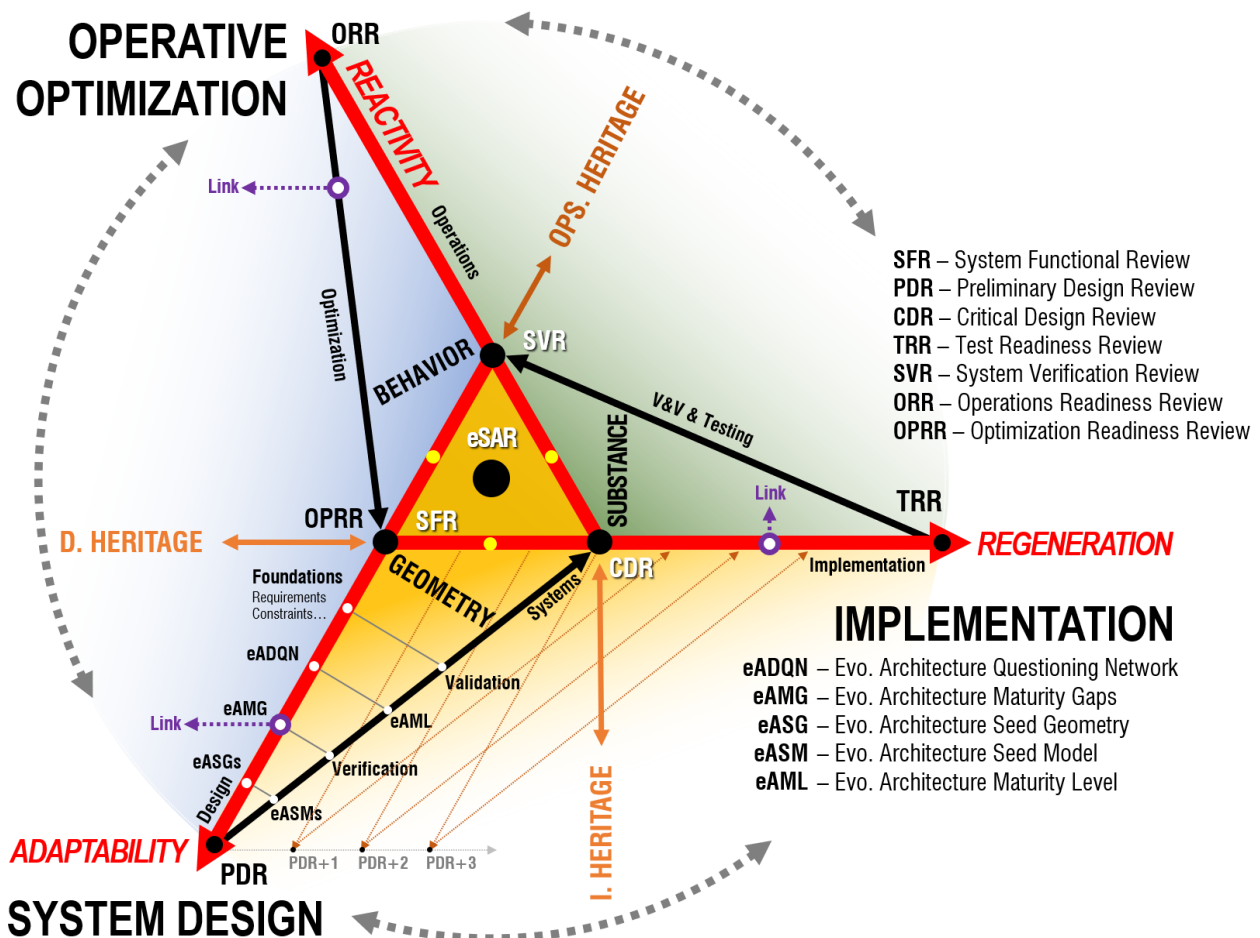 OPERATIVE
OPTIMIZATION
ORR
REACTIVITY
Link
Operations
Optimization
OPS. HERITAGE
SFR – System Functional Review
PDR – Preliminary Design Review
CDR – Critical Design Review
TRR – Test Readiness Review
SVR – System Verification Review
ORR – Operations Readiness Review
OPRR – Optimization Readiness Review
SVR
BEHAVIOR
V&V & Testing
eSAR
SUBSTANCE
Link
TRR
OPRR
SFR
D. HERITAGE
REGENERATION
CDR
Implementation
GEOMETRY
Systems
Foundations
Requirements
Constraints…
IMPLEMENTATION
eADQN
Validation
eADQN – Evo. Architecture Questioning Network
eAMG – Evo. Architecture Maturity Gaps
eASG – Evo. Architecture Seed Geometry
eASM – Evo. Architecture Seed Model
eAML – Evo. Architecture Maturity Level
eAMG
Link
eAML
eASGs
Verification
Design
eASMs
I. HERITAGE
ADAPTABILITY
PDR
PDR+1
PDR+2
PDR+3
SYSTEM DESIGN